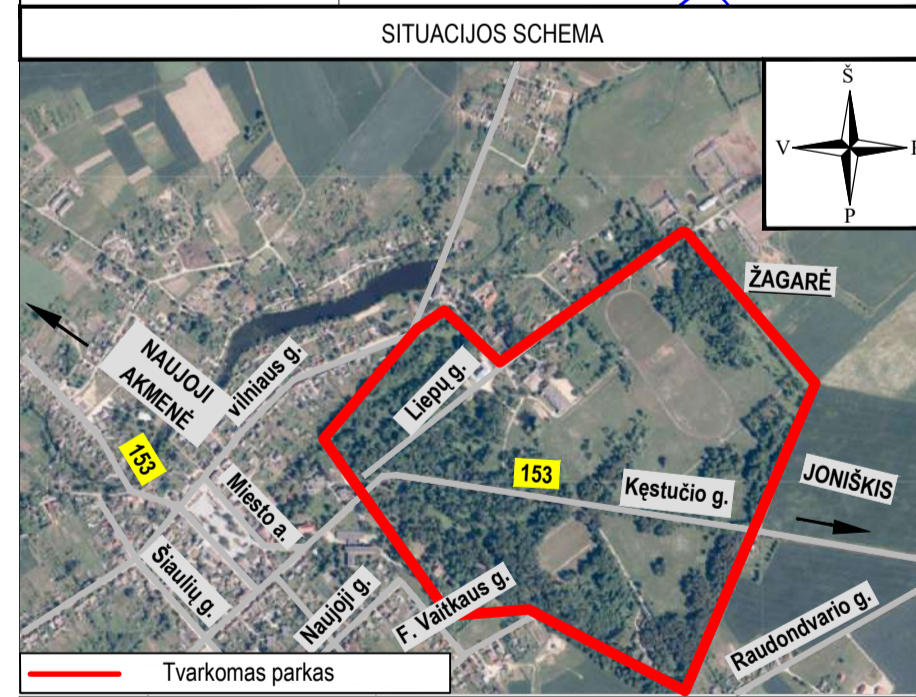 SITUACIJOS SCHEMA
Š
V
P
ŽAGARĖ
NAUJOJI
AKMENĖ
vilniaus g.
Liepų g.
153
153
Kęstučio g.
JONIŠKIS
Miesto a.
Šiaulių g.
Naujoji g.
F. Vaitkaus g.
Raudondvario g.
Tvarkomas parkas